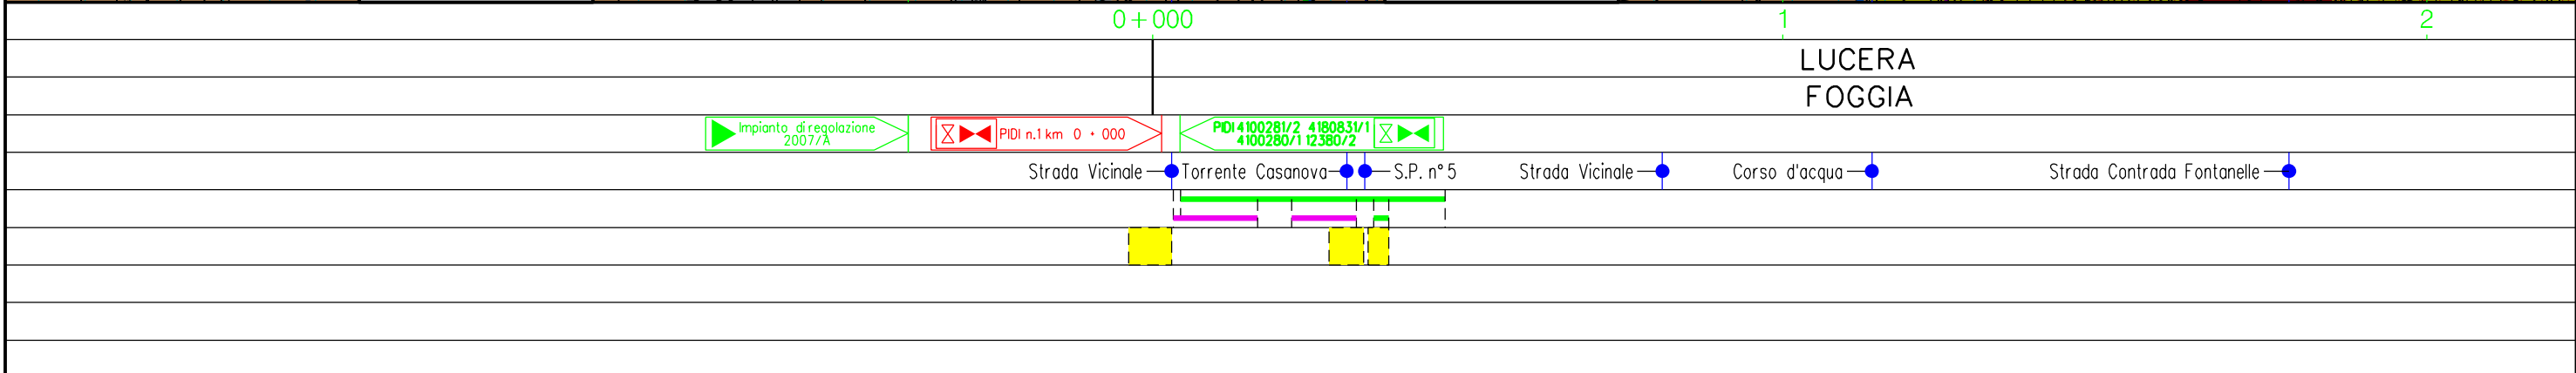 0+000 1 2
LUCERA
FOGGIA
Impianto di regolazione
2007/A
PIDI n.1 km 0 + 000
PIDI 4100281/2 4180831/1
4100280/1 12380/2
Strada Vicinale Torrente Casanova S.P. n°5 Strada Vicinale Corso d'acqua Strada Contrada Fontanelle